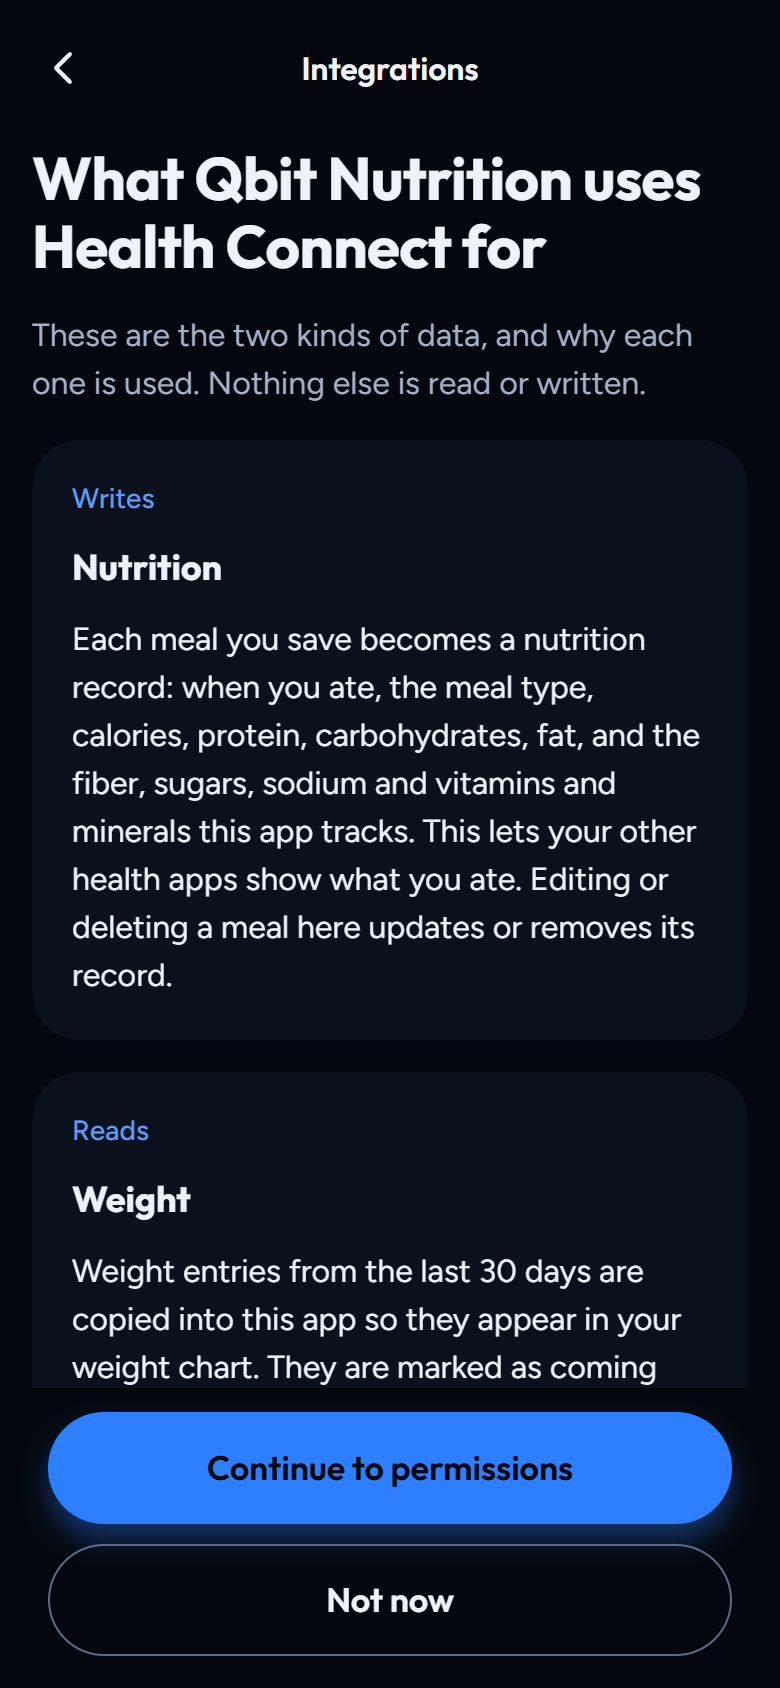 Integrations
What Qbit Nutrition uses
Health Connect for
These are the two kinds of data, and why each
one is used. Nothing else is read or written.
Writes
Nutrition
Each meal you save becomes a nutrition
record: when you ate, the meal type,
calories, protein, carbohydrates, fat, and the
fiber, sugars, sodium and vitamins and
minerals this app tracks. This lets your other
health apps show what you ate. Editing or
deleting a meal here updates or removes its
record.
Reads
Weight
Weight entries from the last 30 days are
copied into this app so they appear in your
weight chart. They are marked as coming
Continue to permissions
Not now